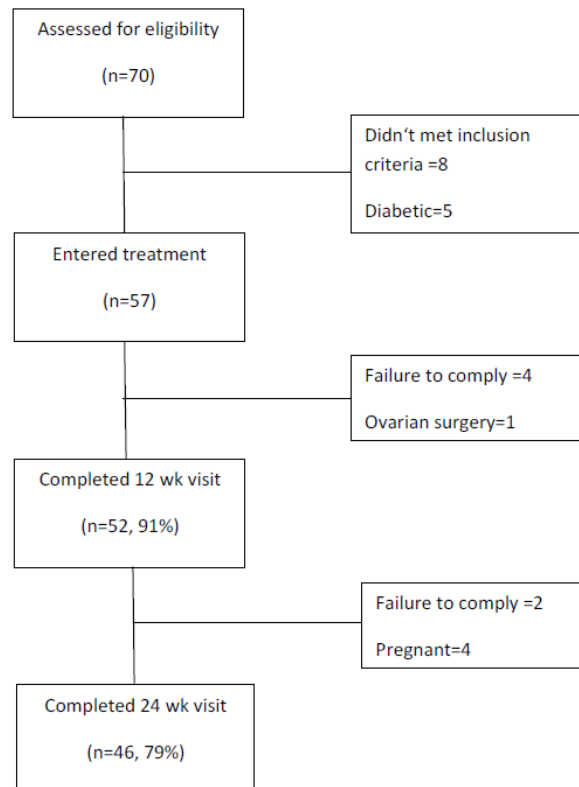 Assessed for eligibility
(n=70)
Didn‘t met inclusion
criteria =8
Diabetic=5
Entered treatment
(n=57)
Failure to comply =4
Ovarian surgery=1
Completed 12 wk visit
(n=52, 91%)
Failure to comply =2
Pregnant=4
Completed 24 wk visit
(n=46, 79%)